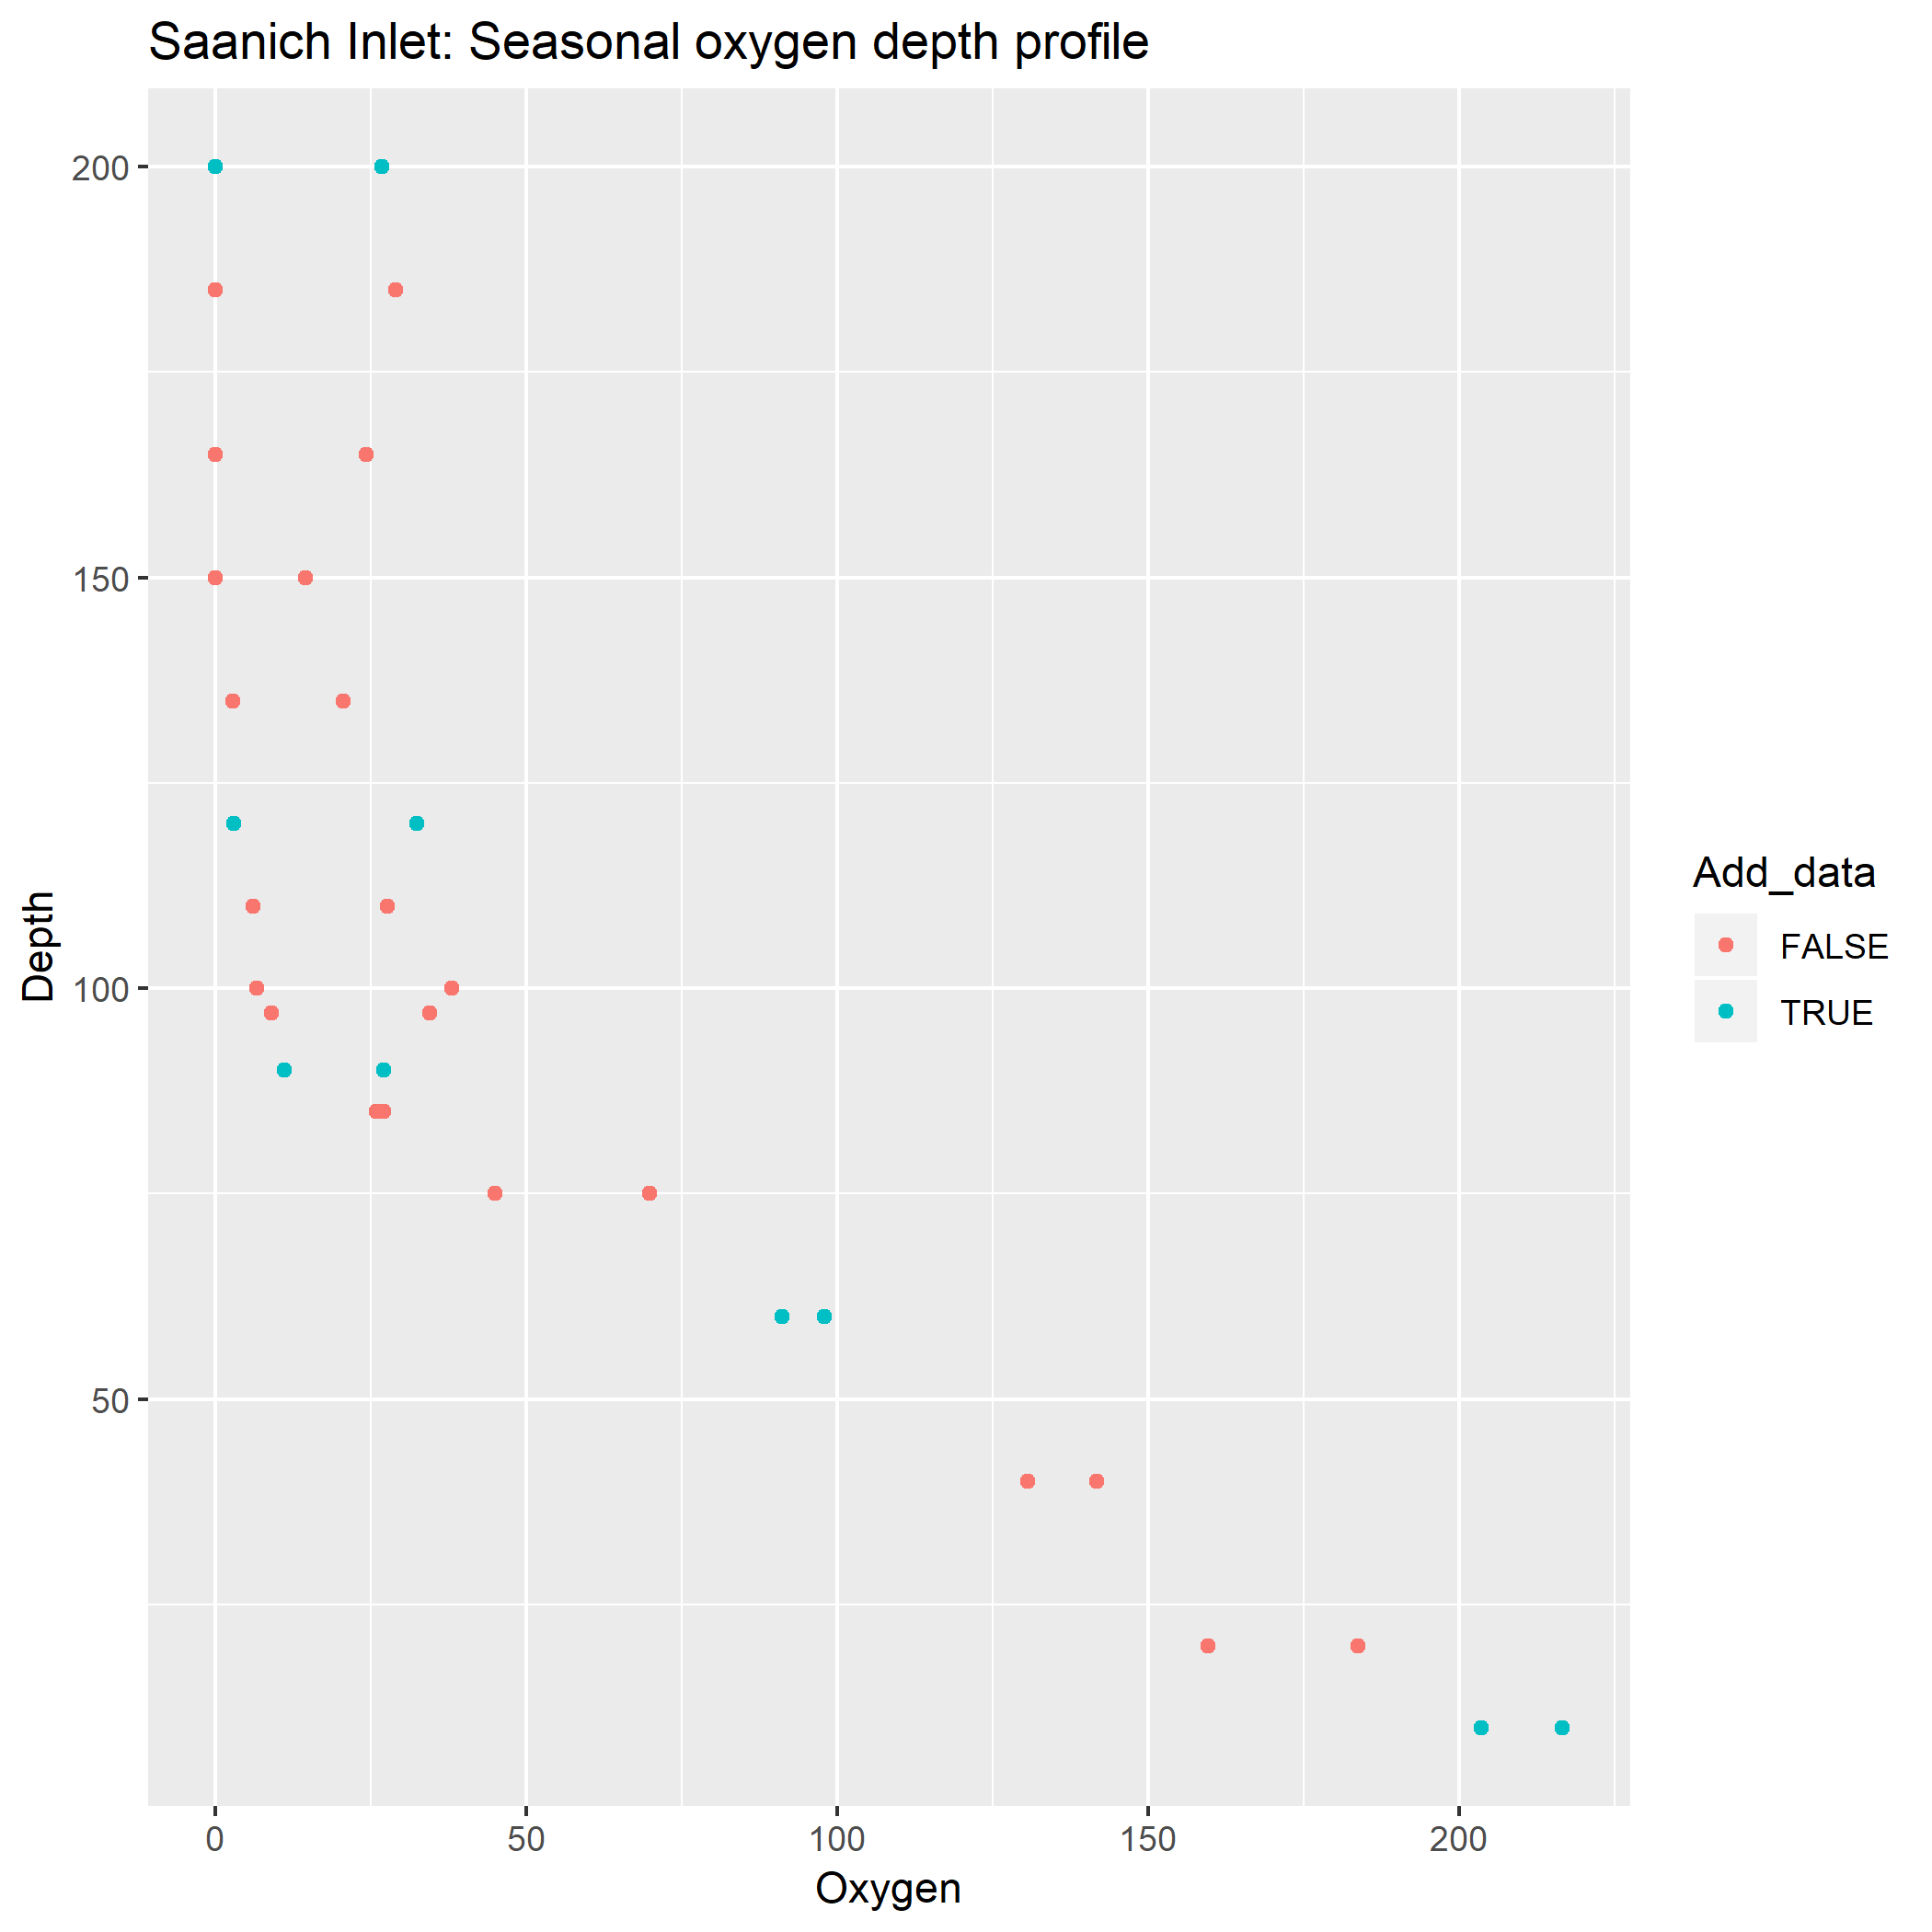 Saanich Inlet: Seasonal oxygen depth profile
200
150
100
50
Depth
0 50 100 150 200
Oxygen
Add_data
FALSE
TRUE